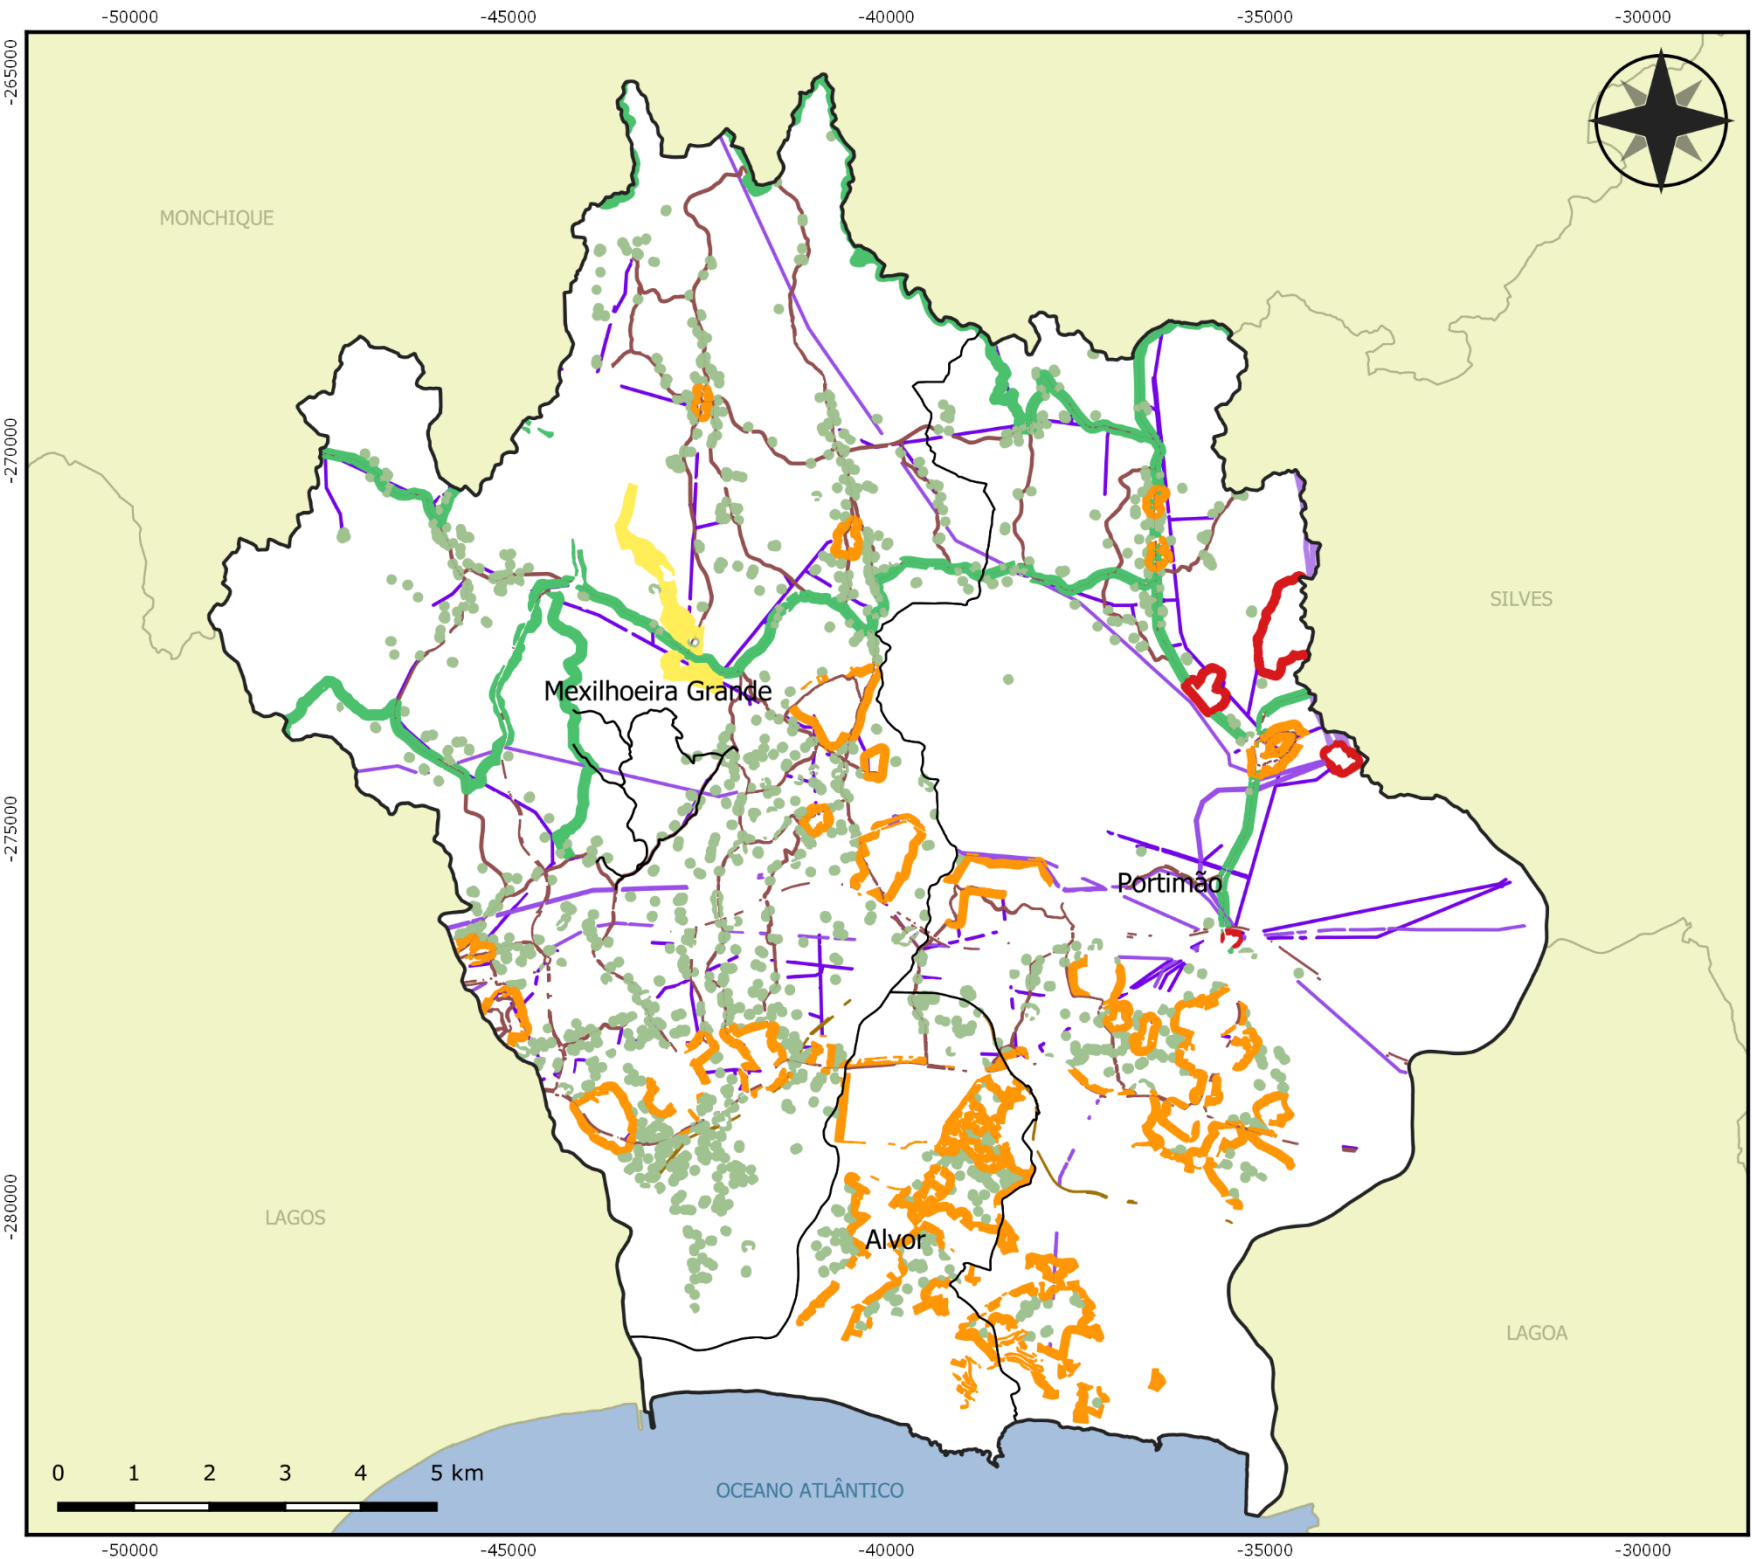 -50000 -45000 -40000 -35000 -30000
-265000
MONCHIQUE
-270000
SILVES
Mexilhoeira Grande
-275000
Portimão
-280000
LAGOS
Alvor
LAGOA
0 1 2 3 4 5 km
OCEANO ATLÂNTICO
-50000 -45000 -40000 -35000 -30000